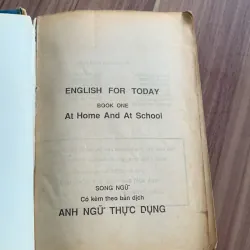 ENGLISH FOR TODAY
BOOK ONE
At Home And At School
SONG NGỮ
Có kèm theo bản dịch
ANH NGỮ THỰC DỤNG